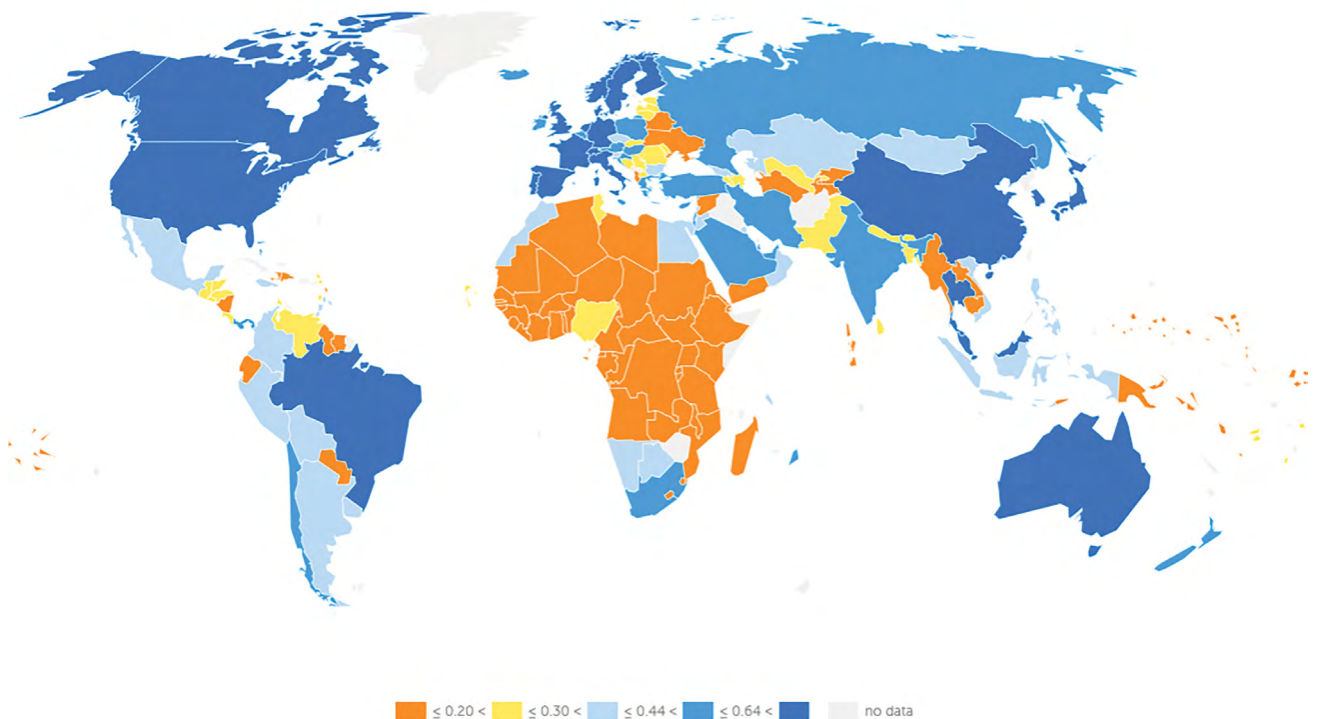 ≤ 0.20 < ≤ 0.30 < ≤ 0.44 < ≤ 0.64 < no data